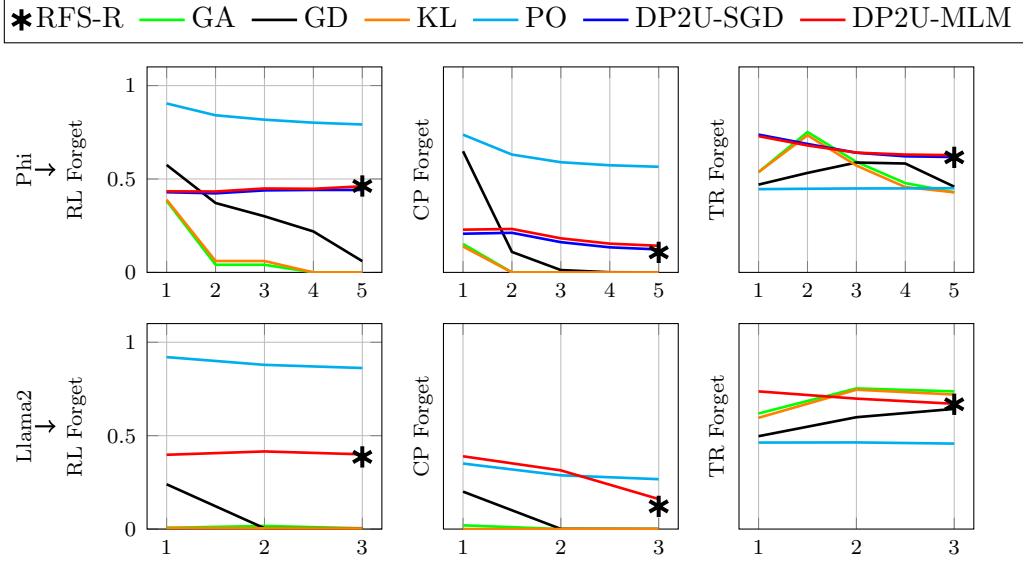 RFS-R GA GD KL PO DP2U-SGD DP2U-MLM
Phi →
RL Forget
1
0.5
0
1 2 3 4 5
CP Forget
1 2 3 4 5
TR Forget
1 2 3 4 5
Llama2 →
RL Forget
1
0.5
0
1 2 3
CP Forget
1 2 3
TR Forget
1 2 3